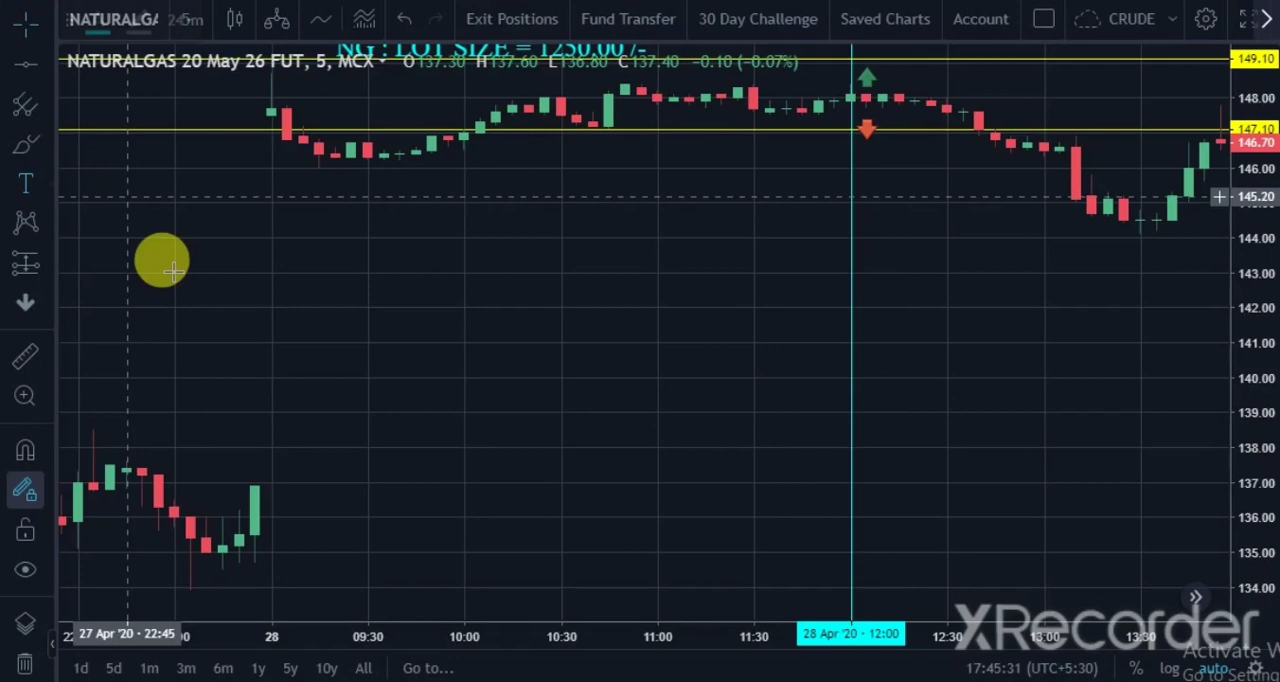 NATURALGA 5m
Exit Positions Fund Transfer 30 Day Challenge Saved Charts Account CRUDE
NG : LOT SIZE = 1250.00 /-
NATURALGAS 20 May 26 FUT, 5, MCX O137.30 H137.60 L136.80 C137.40 −0.10 (−0.07%)
149.10
148.00
147.10
146.70
146.00
145.20
144.00
143.00
142.00
141.00
140.00
139.00
138.00
137.00
136.00
135.00
134.00
27 Apr '20 - 22:45 28 09:30 10:00 10:30 11:00 11:30 28 Apr '20 - 12:00 12:30 13:00 13:30
XRecorder
1d 5d 1m 3m 6m 1y 5y 10y All Go to... 17:45:31 (UTC+5:30) % log auto
Activate W
Go to Setting